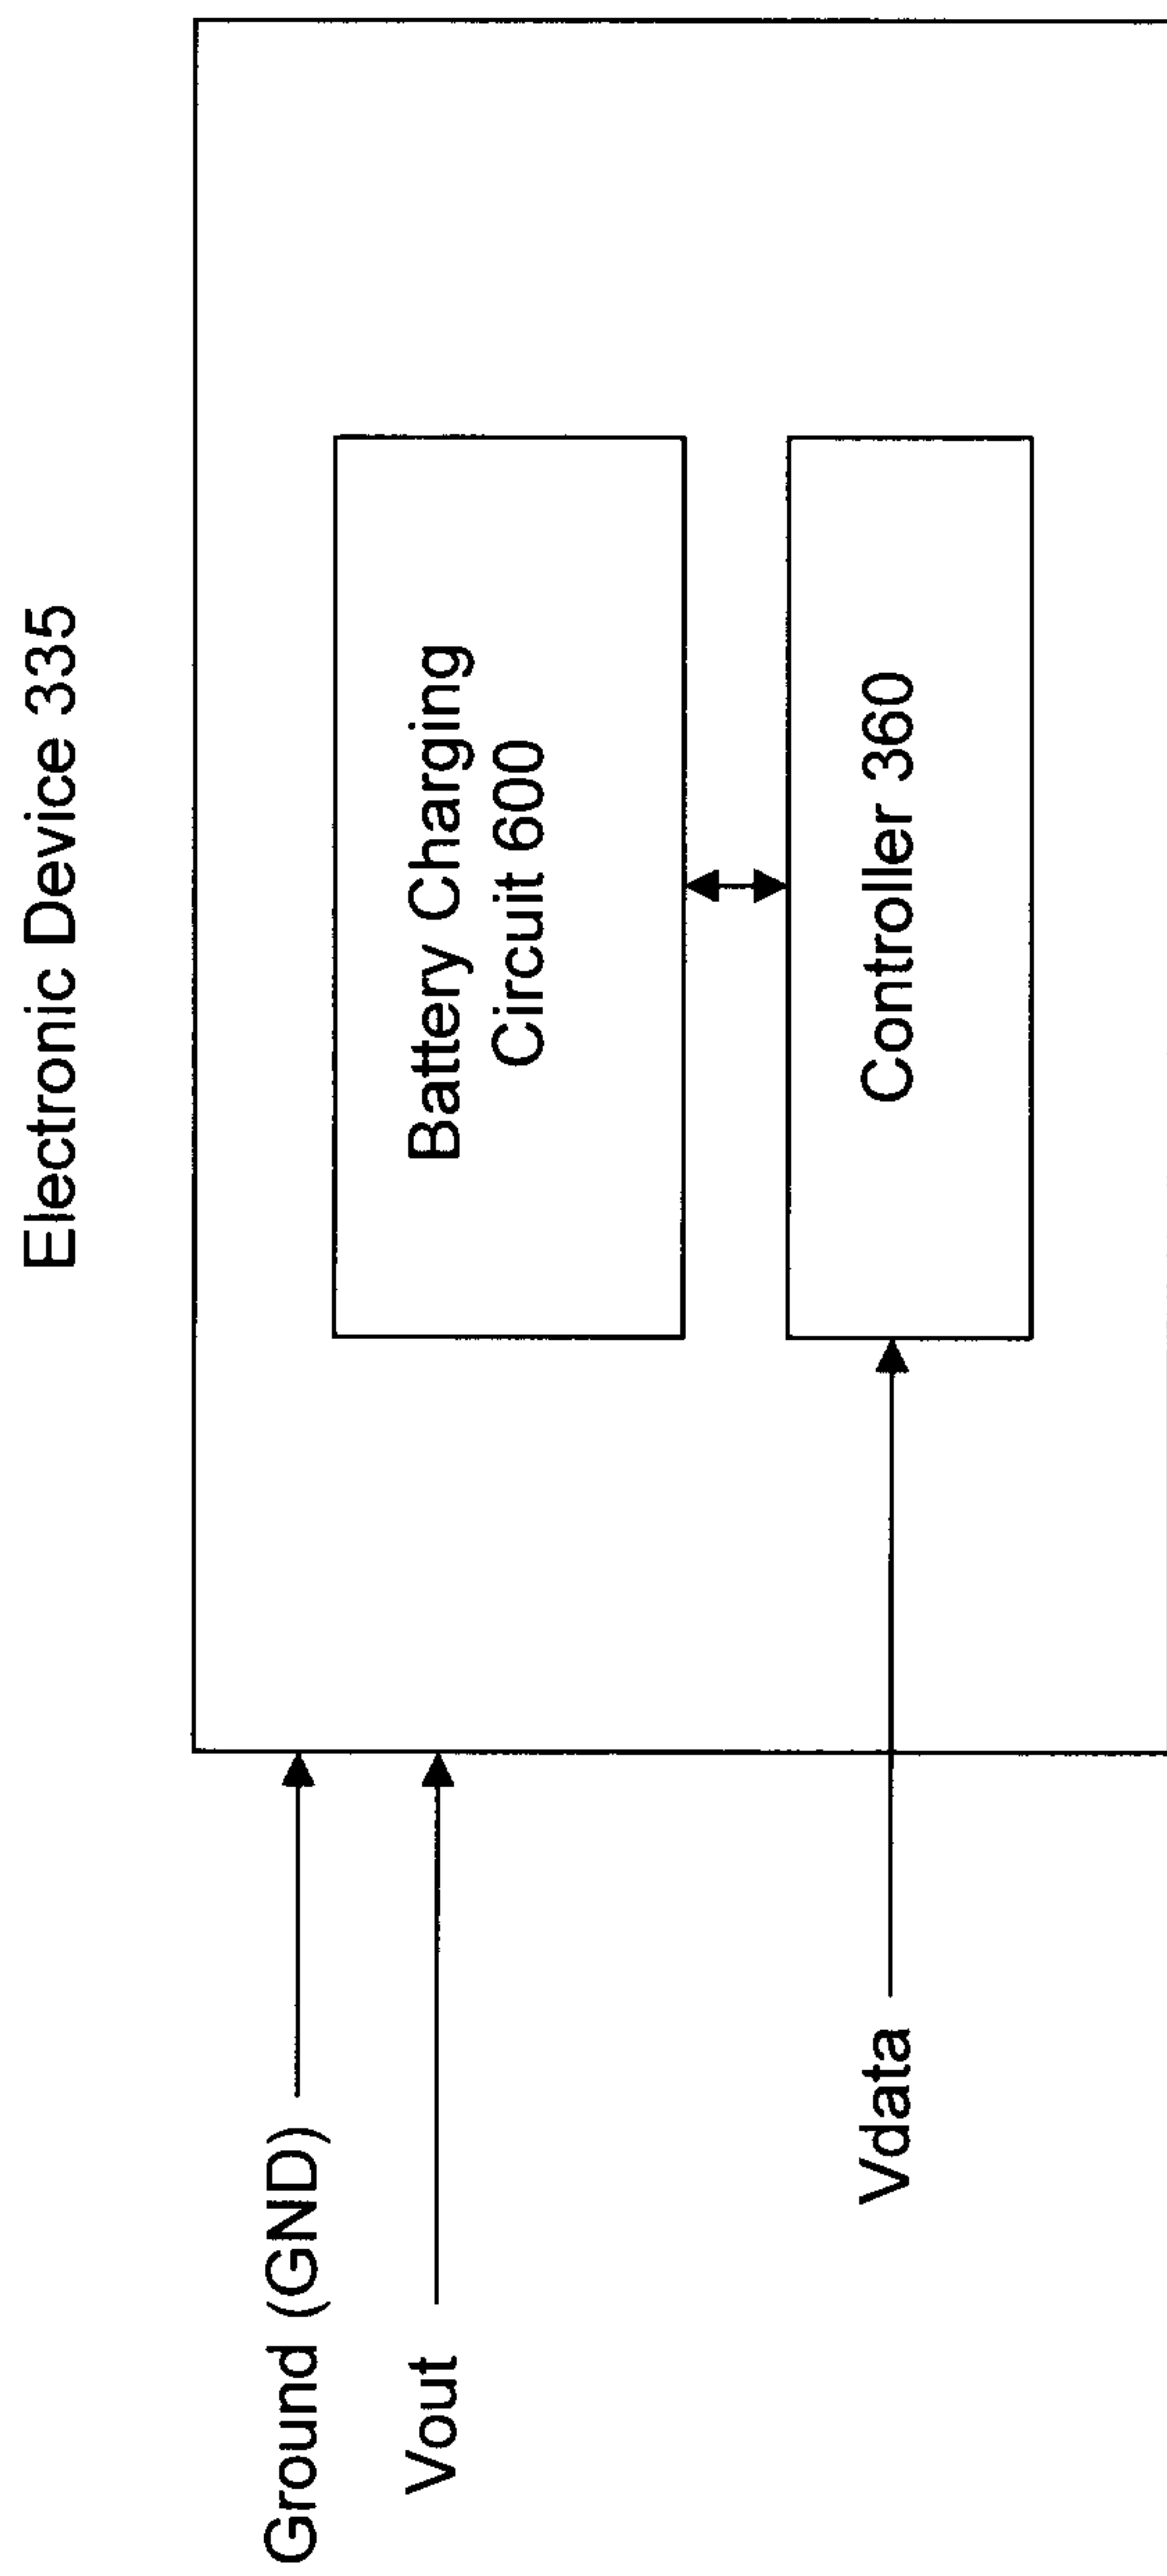 Electronic Device 335
Ground (GND)
Vout
Battery Charging
Circuit 600
Vdata
Controller 360